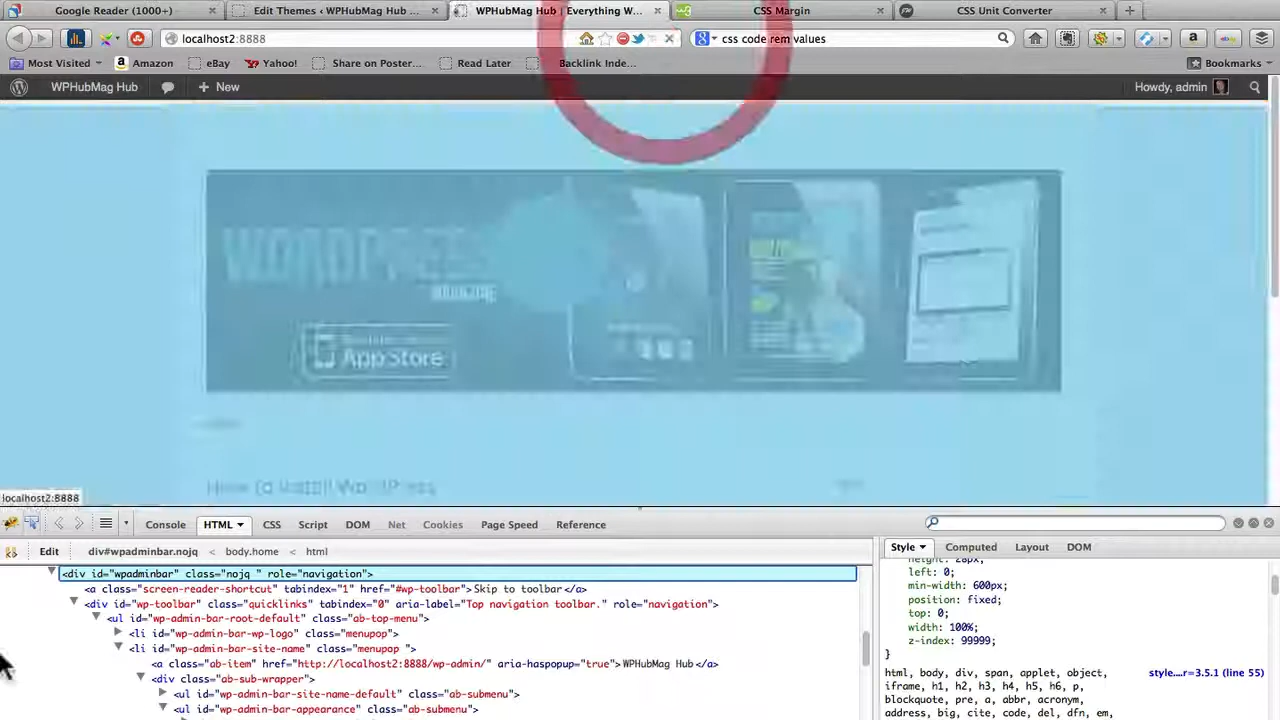 Google Reader (1000+)
Edit Themes ‹ WPHubMag Hub ...
WPHubMag Hub | Everything W...
CSS Margin
CSS Unit Converter
localhost2:8888
css code rem values
Most Visited
Amazon
eBay
Yahoo!
Share on Poster...
Read Later
Backlink Inde...
Bookmarks
WPHubMag Hub
New
Howdy, admin
WORDPRESS
MAGAZINE
App Store
How to Install WordPress
localhost2:8888
Console
HTML
CSS
Script
DOM
Net
Cookies
Page Speed
Reference
Edit
div#wpadminbar.nojq < body.home < html
Style
Computed
Layout
DOM
<div id="wpadminbar" class="nojq " role="navigation">
<a class="screen-reader-shortcut" tabindex="1" href="#wp-toolbar">Skip to toolbar</a>
<div id="wp-toolbar" class="quicklinks" tabindex="0" aria-label="Top navigation toolbar." role="navigation">
<ul id="wp-admin-bar-root-default" class="ab-top-menu">
<li id="wp-admin-bar-wp-logo" class="menupop">
<li id="wp-admin-bar-site-name" class="menupop ">
<a class="ab-item" href="http://localhost2:8888/wp-admin/" aria-haspopup="true">WPHubMag Hub</a>
<div class="ab-sub-wrapper">
<ul id="wp-admin-bar-site-name-default" class="ab-submenu">
<ul id="wp-admin-bar-appearance" class="ab-submenu">
height: 28px;
left: 0;
min-width: 600px;
position: fixed;
top: 0;
width: 100%;
z-index: 99999;
}
html, body, div, span, applet, object,
style....r=3.5.1 (line 55)
iframe, h1, h2, h3, h4, h5, h6, p,
blockquote, pre, a, abbr, acronym,
address, big, cite, code, del, dfn, em,